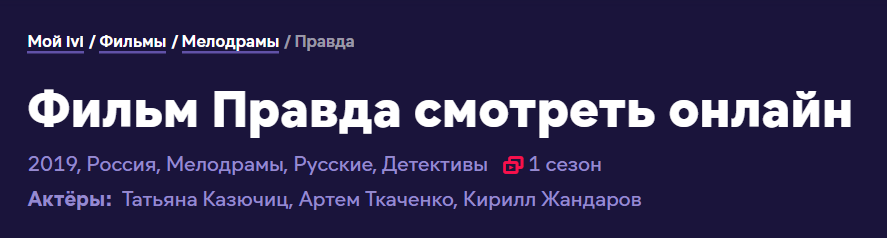 Мой Ivi / Фильмы / Мелодрамы / Правда
Фильм Правда смотреть онлайн
2019, Россия, Мелодрамы, Русские, Детективы 1 сезон
Актёры: Татьяна Казючиц, Артем Ткаченко, Кирилл Жандаров